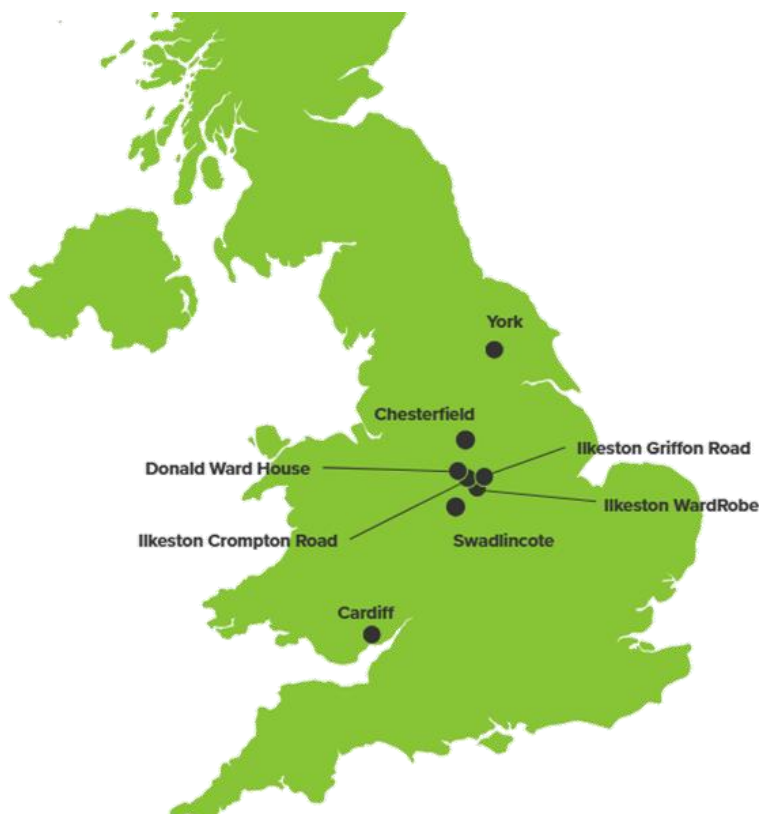 York
Chesterfield
Ilkeston Griffon Road
Donald Ward House
Ilkeston WardRobe
Ilkeston Crompton Road
Swadlincote
Cardiff